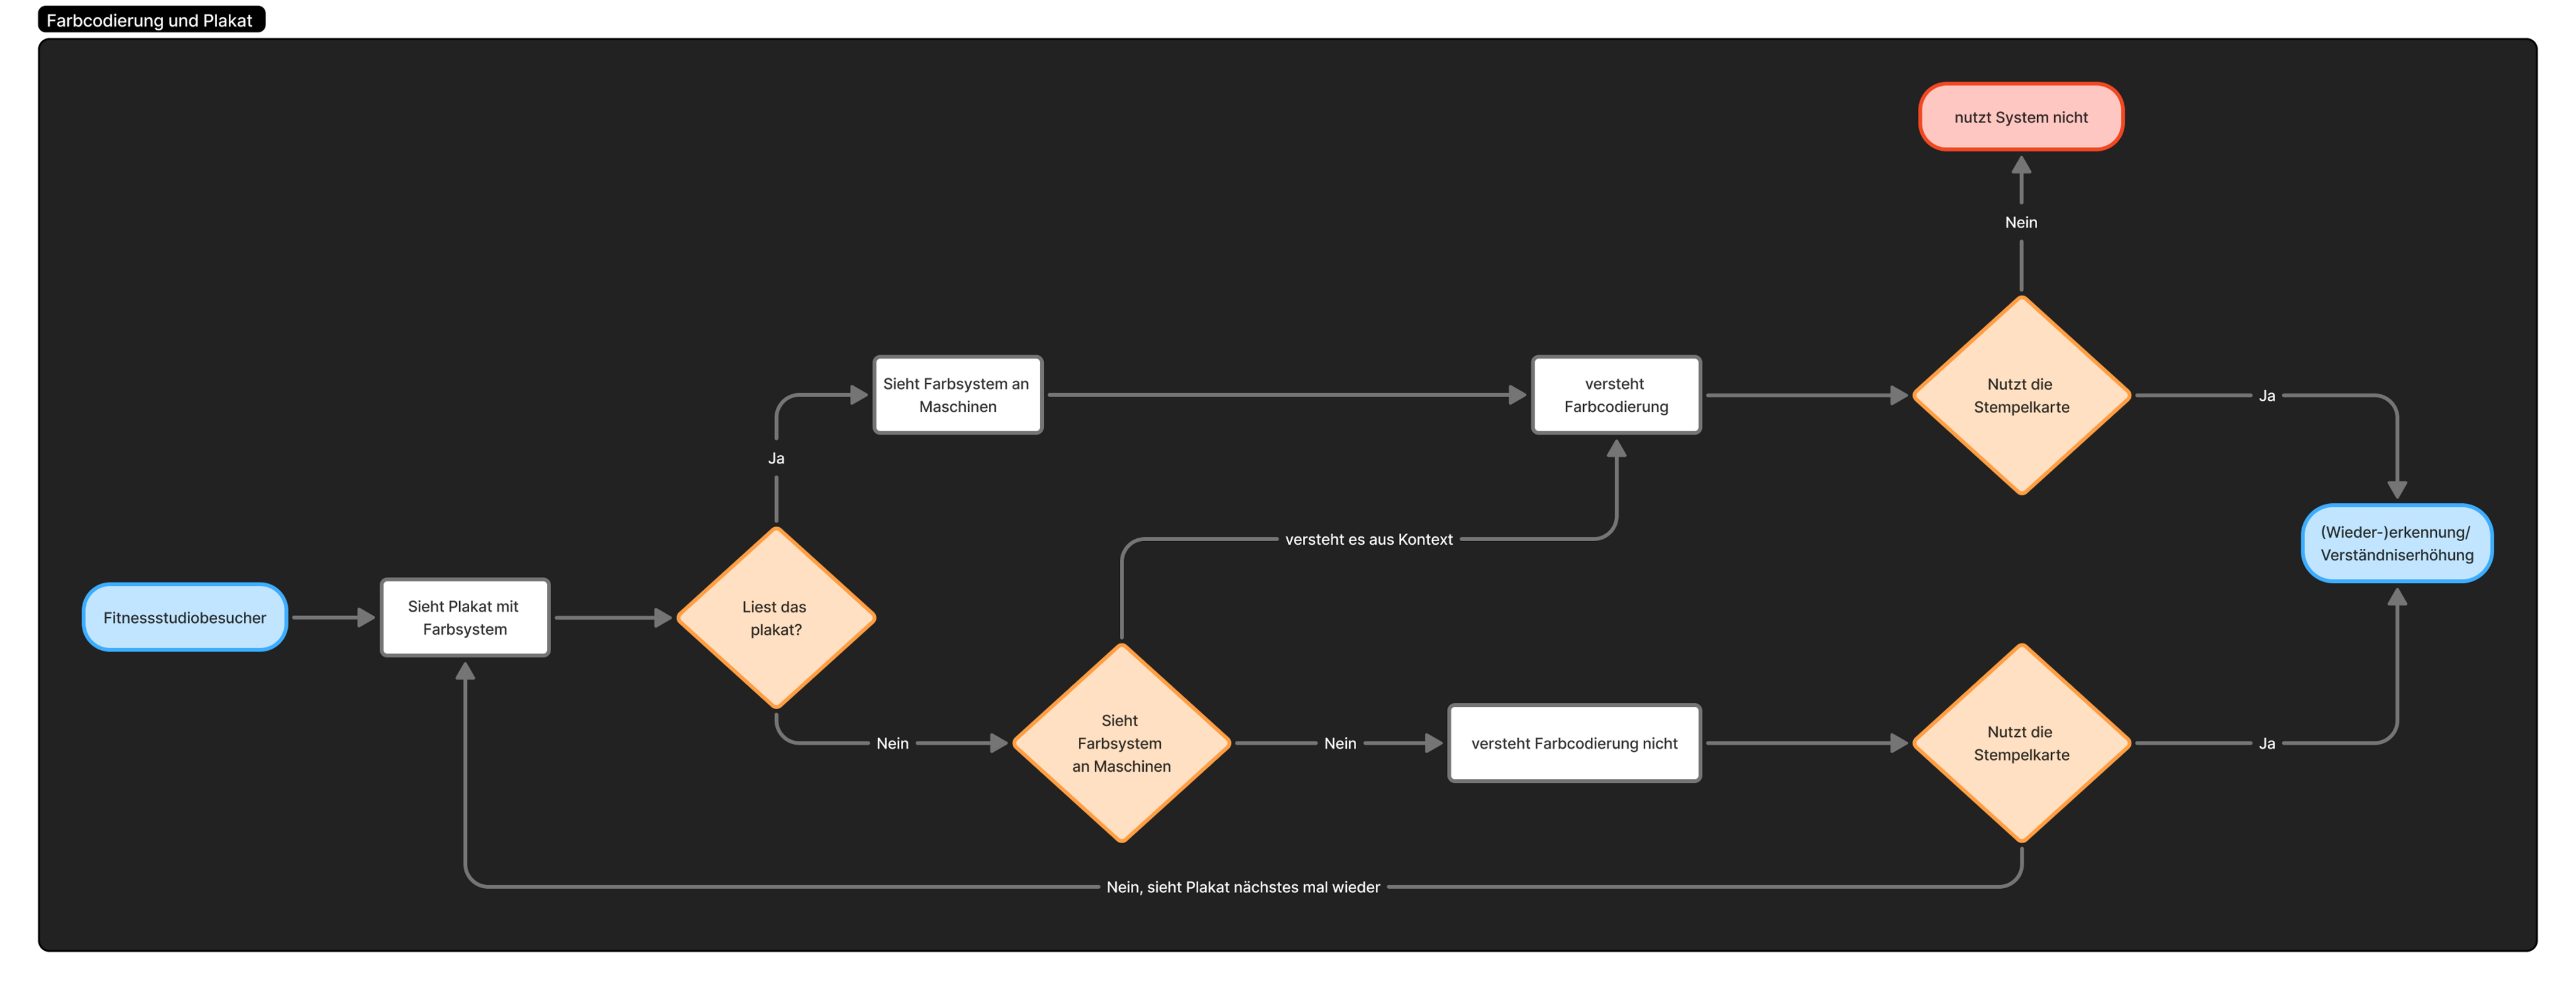 Farbcodierung und Plakat
nutzt System nicht
Nein
Sieht Farbsystem an
Maschinen
versteht
Farbcodierung
Nutzt die
Stempelkarte
Ja
Ja
versteht es aus Kontext
(Wieder-)erkennung/
Verständniserhöhung
Fitnessstudiobesucher
Sieht Plakat mit
Farbsystem
Liest das
plakat?
Nein
Sieht
Farbsystem
an Maschinen
Nein
versteht Farbcodierung nicht
Nutzt die
Stempelkarte
Ja
Nein, sieht Plakat nächstes mal wieder